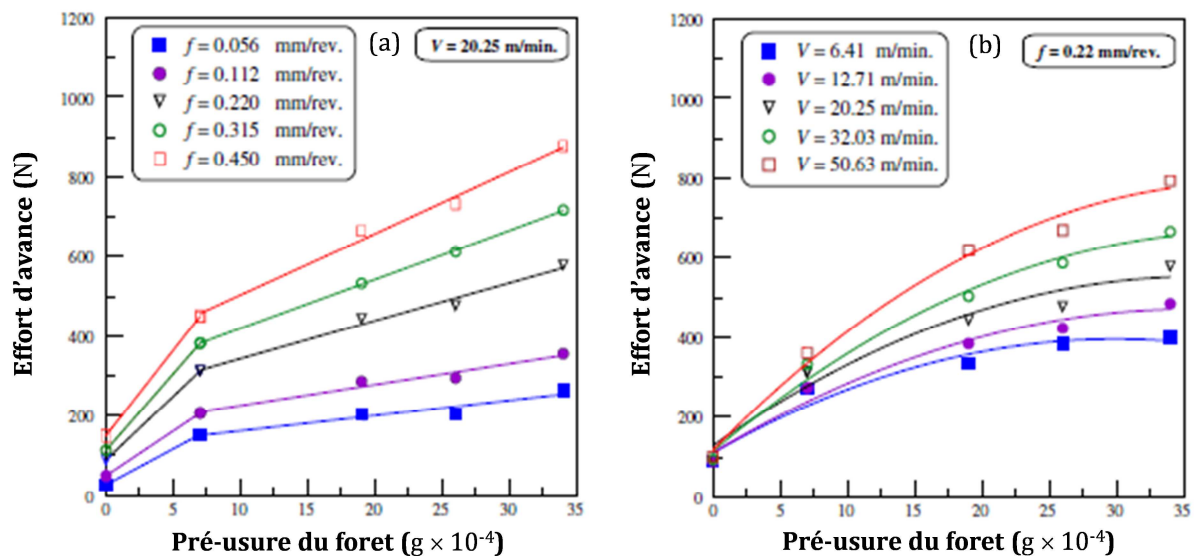 (a)
V = 20.25 m/min.
f = 0.056 mm/rev.
f = 0.112 mm/rev.
f = 0.220 mm/rev.
f = 0.315 mm/rev.
f = 0.450 mm/rev.
1200
1000
800
600
400
200
0
0 5 10 15 20 25 30 35
Effort d'avance (N)
Pré-usure du foret (g × 10⁻⁴)
(b)
f = 0.22 mm/rev.
V = 6.41 m/min.
V = 12.71 m/min.
V = 20.25 m/min.
V = 32.03 m/min.
V = 50.63 m/min.
1200
1000
800
600
400
200
0
0 5 10 15 20 25 30 35
Effort d'avance (N)
Pré-usure du foret (g × 10⁻⁴)